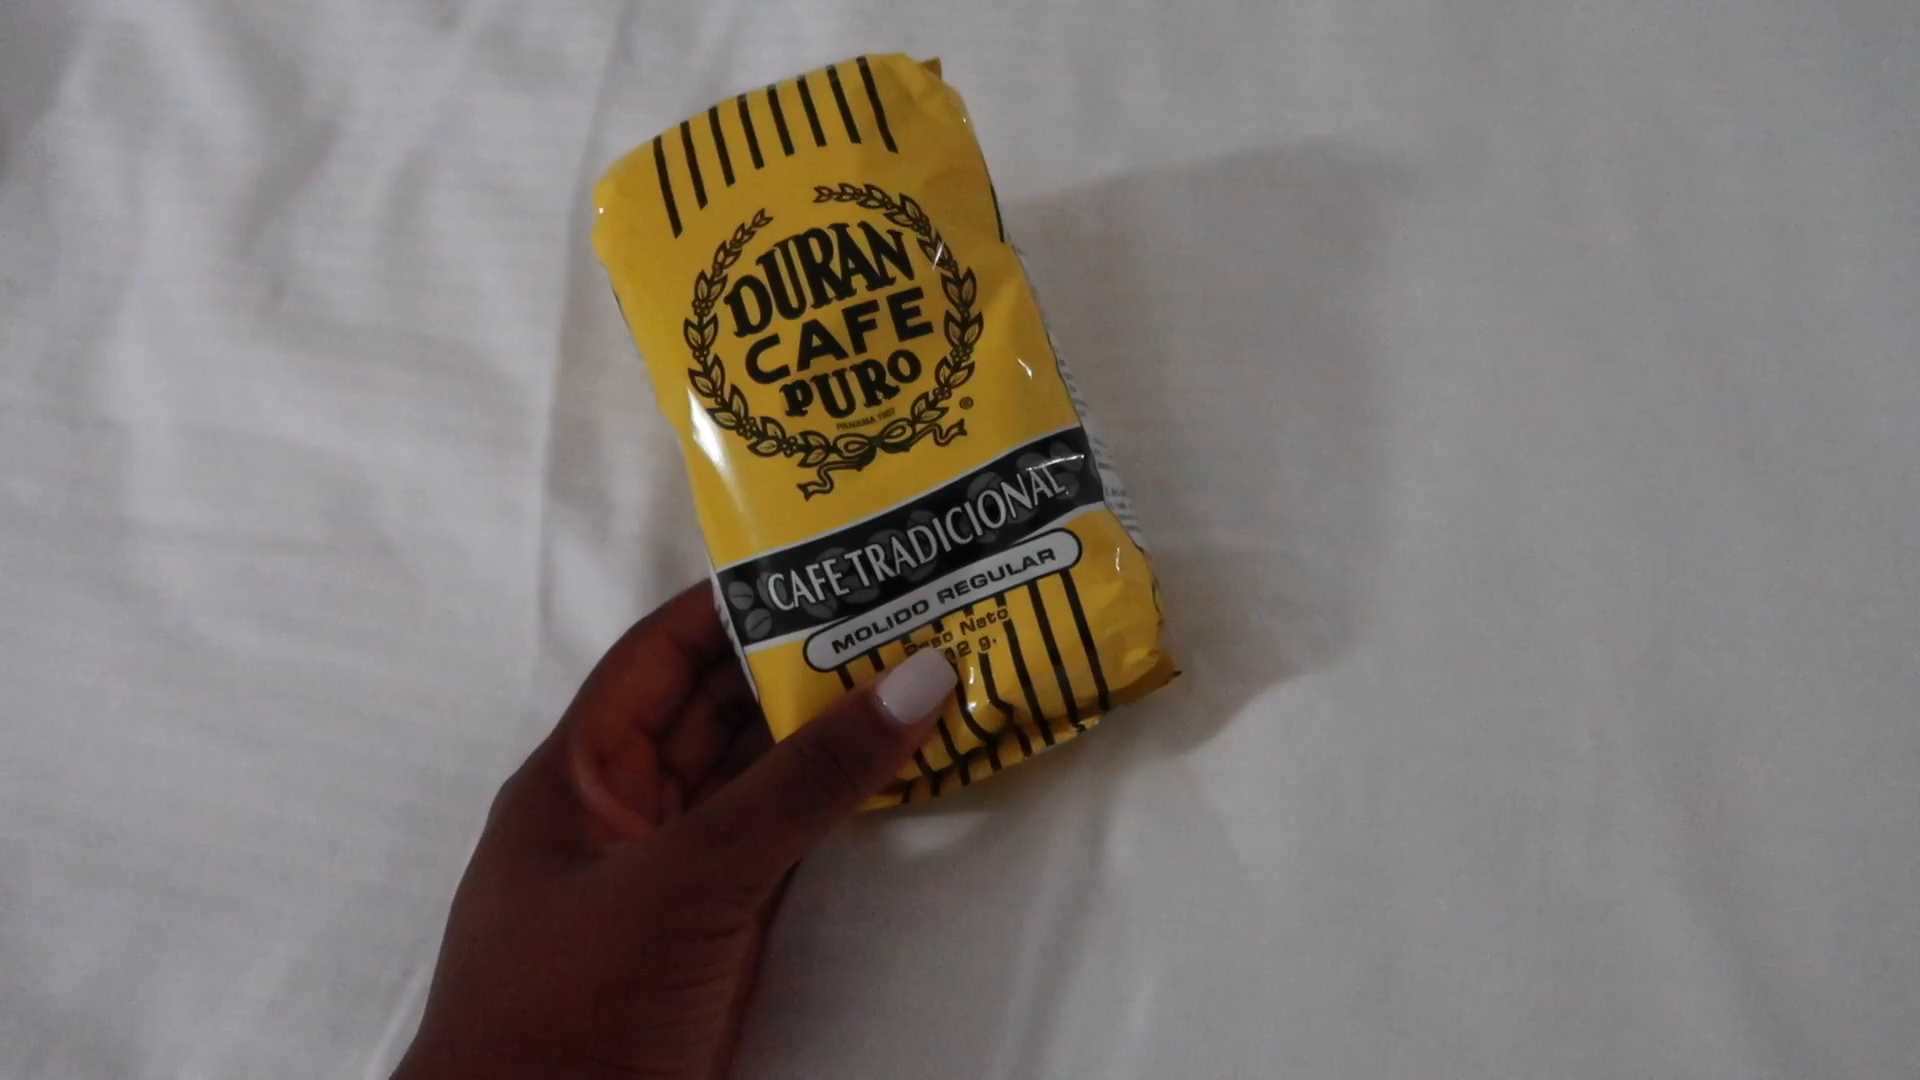 DURAN
CAFE
PURO
PANAMA 1907
®
CAFE TRADICIONAL
MOLIDO REGULAR
Peso Neto
g.